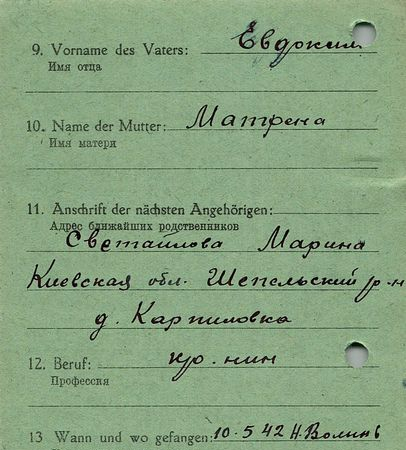 9. Vorname des Vaters: Евдоким
Имя отца
10. Name der Mutter: Матрена
Имя матери
11. Anschrift der nächsten Angehörigen:
Адрес ближайших родственников
Светайлова Марина
Киевская обл. Шепельский р-н
д. Карпиловка
12. Beruf: кр.нин
Профессия
13 Wann und wo gefangen: 10.5 42 Н.Волинь